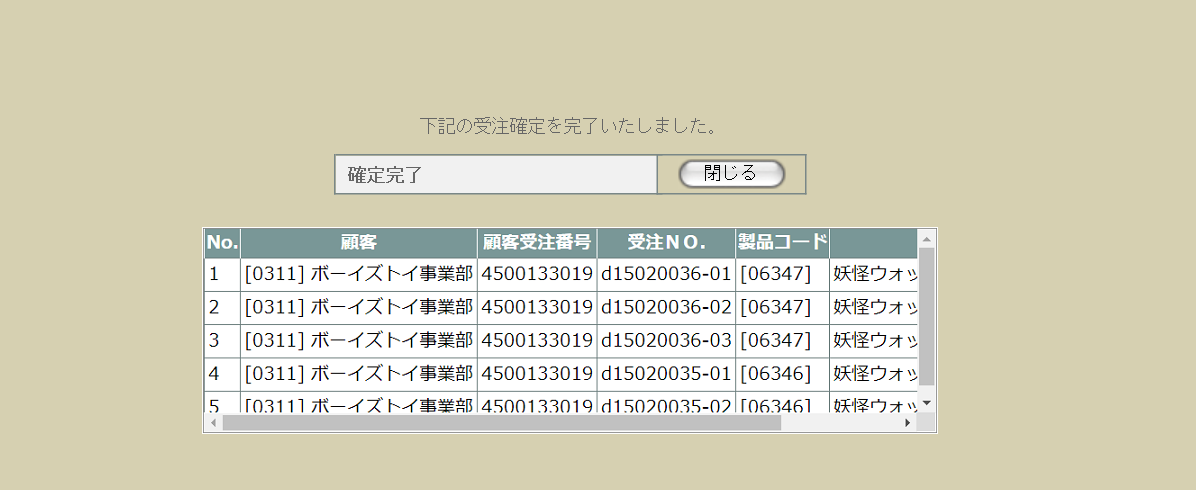 下記の受注確定を完了いたしました。
確定完了 閉じる
No. 顧客 顧客受注番号 受注ＮＯ. 製品コード
1 [0311] ボーイズトイ事業部 4500133019 d15020036-01 [06347] 妖怪ウォッ
2 [0311] ボーイズトイ事業部 4500133019 d15020036-02 [06347] 妖怪ウォッ
3 [0311] ボーイズトイ事業部 4500133019 d15020036-03 [06347] 妖怪ウォッ
4 [0311] ボーイズトイ事業部 4500133019 d15020035-01 [06346] 妖怪ウォッ
5 [0311] ボーイズトイ事業部 4500133019 d15020035-02 [06346] 妖怪ウォッ